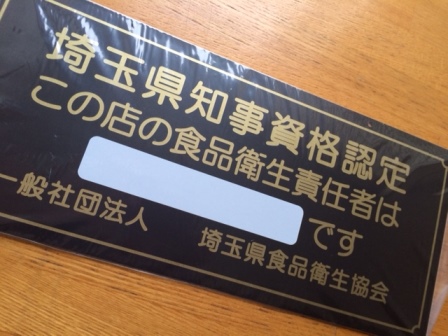 埼玉県知事資格認定
この店の食品衛生責任者は
です
一般社団法人 埼玉県食品衛生協会